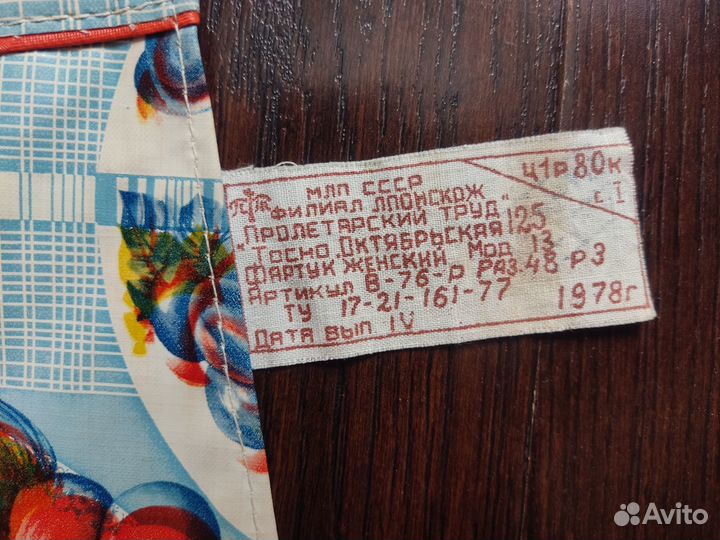 МЛП СССР
Ц1Р80К
с. I
ФИЛИАЛ ЛПОМСКОЖ
"ПРОЛЕТАРСКИЙ ТРУД"
Г. ТОСНО. ОКТЯБРЬСКАЯ 125
ФАРТУК ЖЕНСКИЙ МОД 13
АРТИКУЛ В-76-Р РАЗ. 48 Р3
ТУ 17-21-161-77 1978г
ДАТА ВЫП IV
Avito